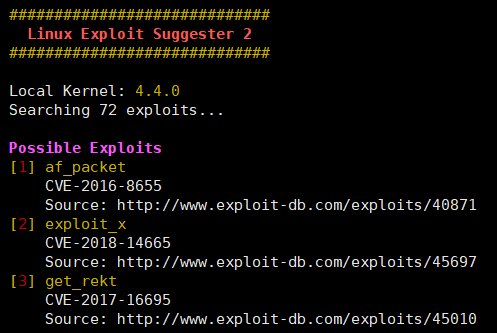 #############################
Linux Exploit Suggester 2
#############################
Local Kernel: 4.4.0
Searching 72 exploits...
Possible Exploits
[1] af_packet
CVE-2016-8655
Source: http://www.exploit-db.com/exploits/40871
[2] exploit_x
CVE-2018-14665
Source: http://www.exploit-db.com/exploits/45697
[3] get_rekt
CVE-2017-16695
Source: http://www.exploit-db.com/exploits/45010